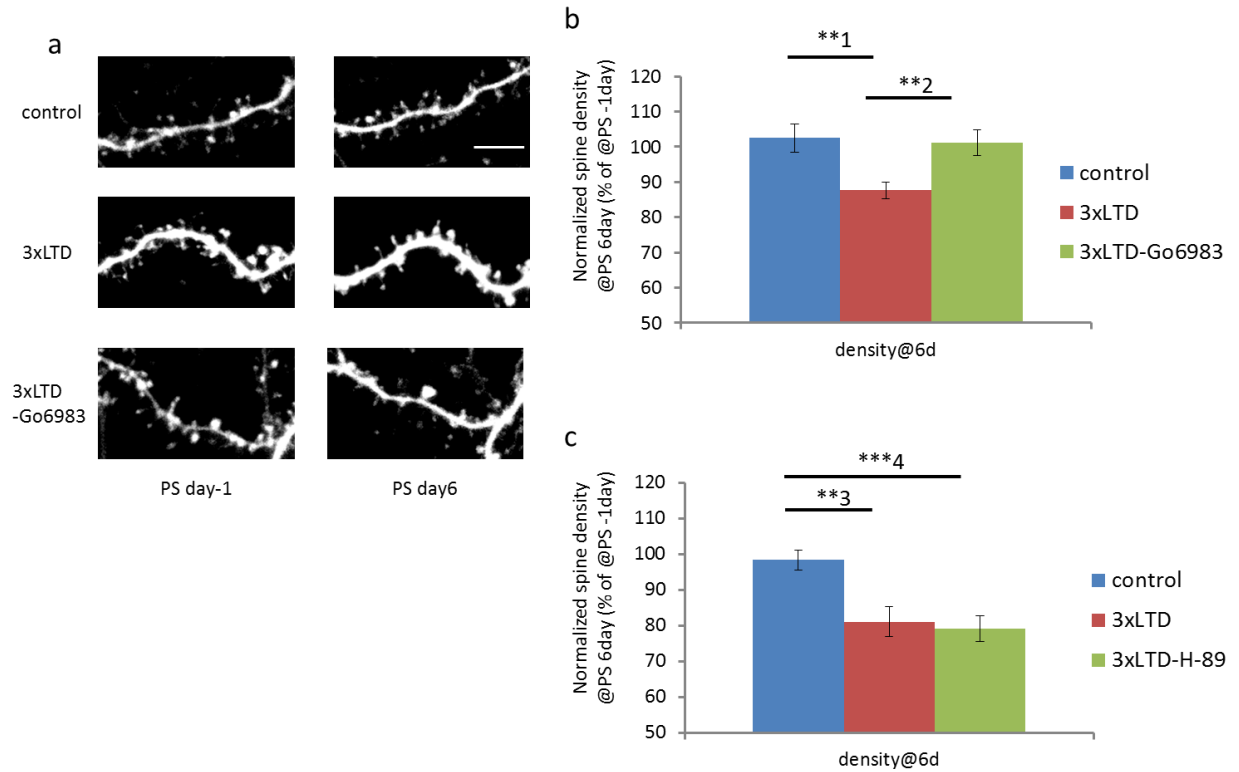 a
control
3xLTD
3xLTD
-Go6983
PS day-1
PS day6
b
**1
**2
Normalized spine density
@PS 6day (% of @PS -1day)
120
110
100
90
80
70
60
50
density@6d
control
3xLTD
3xLTD-Go6983
c
***4
**3
Normalized spine density
@PS 6day (% of @PS -1day)
120
110
100
90
80
70
60
50
density@6d
control
3xLTD
3xLTD-H-89